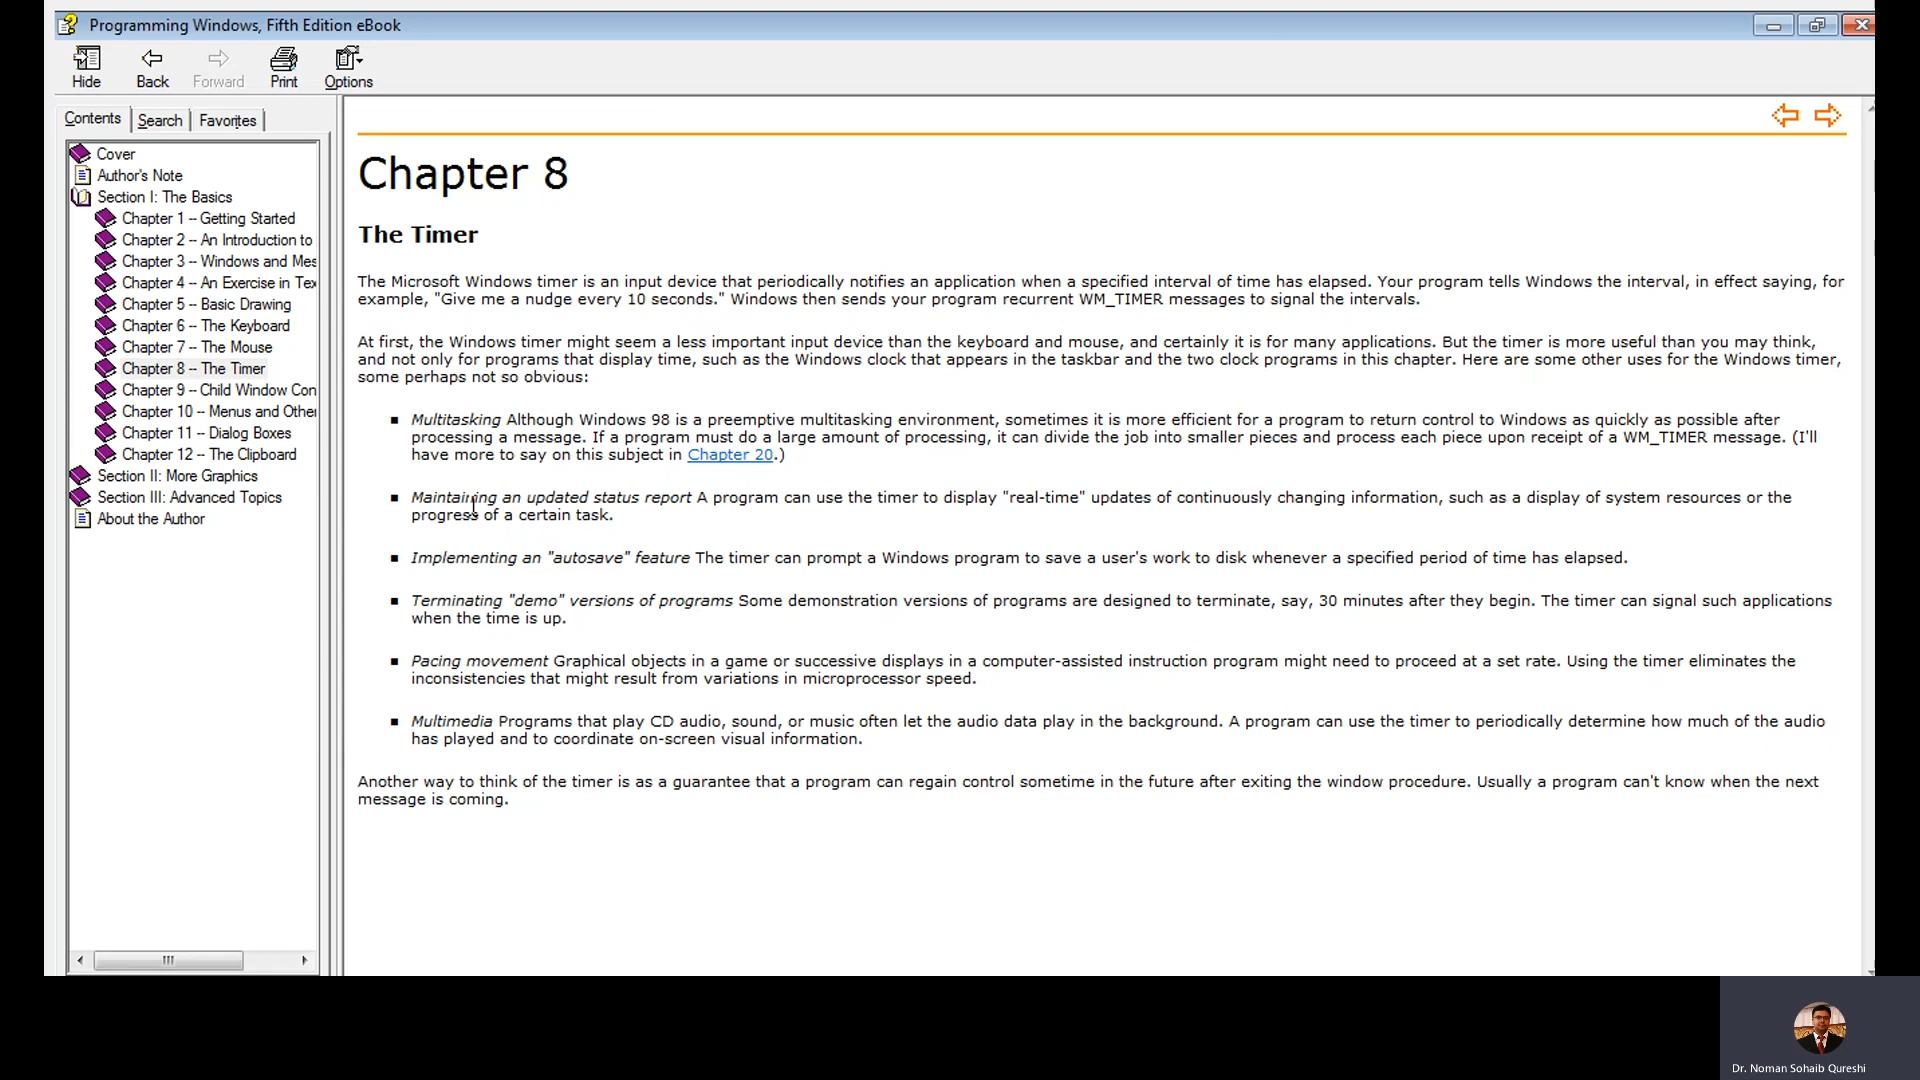 Programming Windows, Fifth Edition eBook
Hide
Back
Forward
Print
Options
Contents
Search
Favorites
Cover
Author's Note
Section I: The Basics
Chapter 1 -- Getting Started
Chapter 2 -- An Introduction to
Chapter 3 -- Windows and Mes
Chapter 4 -- An Exercise in Tex
Chapter 5 -- Basic Drawing
Chapter 6 -- The Keyboard
Chapter 7 -- The Mouse
Chapter 8 -- The Timer
Chapter 9 -- Child Window Con
Chapter 10 -- Menus and Other
Chapter 11 -- Dialog Boxes
Chapter 12 -- The Clipboard
Section II: More Graphics
Section III: Advanced Topics
About the Author
Chapter 8
The Timer
The Microsoft Windows timer is an input device that periodically notifies an application when a specified interval of time has elapsed. Your program tells Windows the interval, in effect saying, for
example, "Give me a nudge every 10 seconds." Windows then sends your program recurrent WM_TIMER messages to signal the intervals.
At first, the Windows timer might seem a less important input device than the keyboard and mouse, and certainly it is for many applications. But the timer is more useful than you may think,
and not only for programs that display time, such as the Windows clock that appears in the taskbar and the two clock programs in this chapter. Here are some other uses for the Windows timer,
some perhaps not so obvious:
Multitasking Although Windows 98 is a preemptive multitasking environment, sometimes it is more efficient for a program to return control to Windows as quickly as possible after
processing a message. If a program must do a large amount of processing, it can divide the job into smaller pieces and process each piece upon receipt of a WM_TIMER message. (I'll
have more to say on this subject in Chapter 20.)
Maintaining an updated status report A program can use the timer to display "real-time" updates of continuously changing information, such as a display of system resources or the
progress of a certain task.
Implementing an "autosave" feature The timer can prompt a Windows program to save a user's work to disk whenever a specified period of time has elapsed.
Terminating "demo" versions of programs Some demonstration versions of programs are designed to terminate, say, 30 minutes after they begin. The timer can signal such applications
when the time is up.
Pacing movement Graphical objects in a game or successive displays in a computer-assisted instruction program might need to proceed at a set rate. Using the timer eliminates the
inconsistencies that might result from variations in microprocessor speed.
Multimedia Programs that play CD audio, sound, or music often let the audio data play in the background. A program can use the timer to periodically determine how much of the audio
has played and to coordinate on-screen visual information.
Another way to think of the timer is as a guarantee that a program can regain control sometime in the future after exiting the window procedure. Usually a program can't know when the next
message is coming.
Dr. Noman Sohaib Qureshi